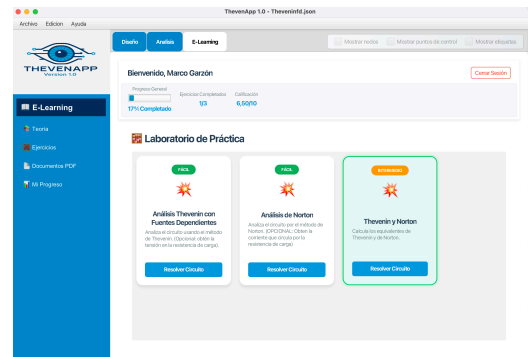 ThevenApp 1.0 - Theveninfd.json
Archivo Edicion Ayuda
Diseño Analisis E-Learning
Mostrar nodos Mostrar puntos de control Mostrar etiquetas
THEVENAPP
Version 1.0
E-Learning
Teoría
Ejercicios
Documentos PDF
Mi Progreso
Bienvenido, Marco Garzón
Cerrar Sesión
Progreso General
17% Completado
Ejercicios Completados
1/3
Calificación
6,50/10
Laboratorio de Práctica
FÁCIL
Análisis Thevenin con
Fuentes Dependientes
Analiza el circuito usando el método
de Thevenin. (Opcional: obtén la
tensión en la resistencia de carga).
Resolver Circuito
FÁCIL
Análisis de Norton
Analiza el circuito por el método de
Norton. (OPCIONAL: Obten la
corriente que circula por la
resistencia de carga)
Resolver Circuito
INTERMEDIO
Thevenin y Norton
Calcula los equivalentes de
Thevenin y de Norton.
Resolver Circuito